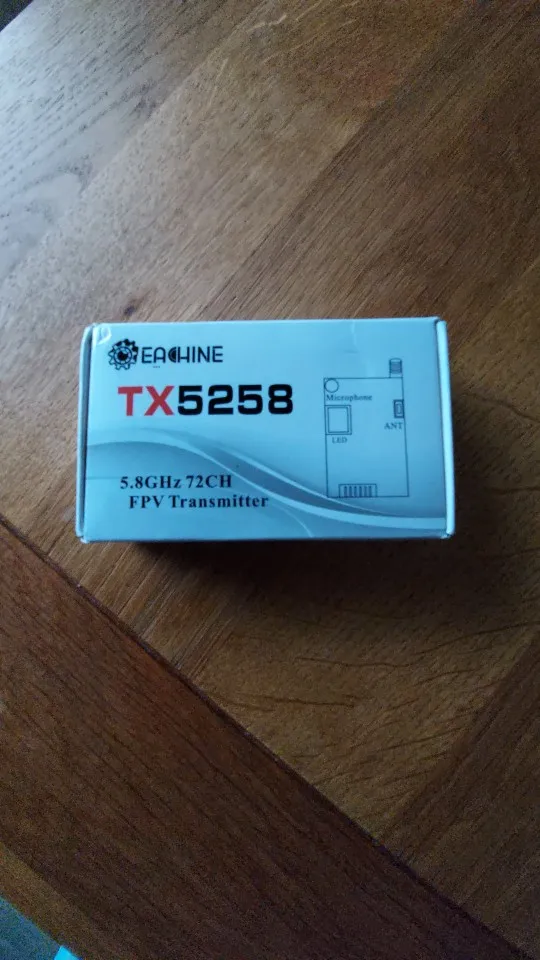 EACHINE
TX5258
Microphone
ANT
LED
5.8GHz 72CH
FPV Transmitter